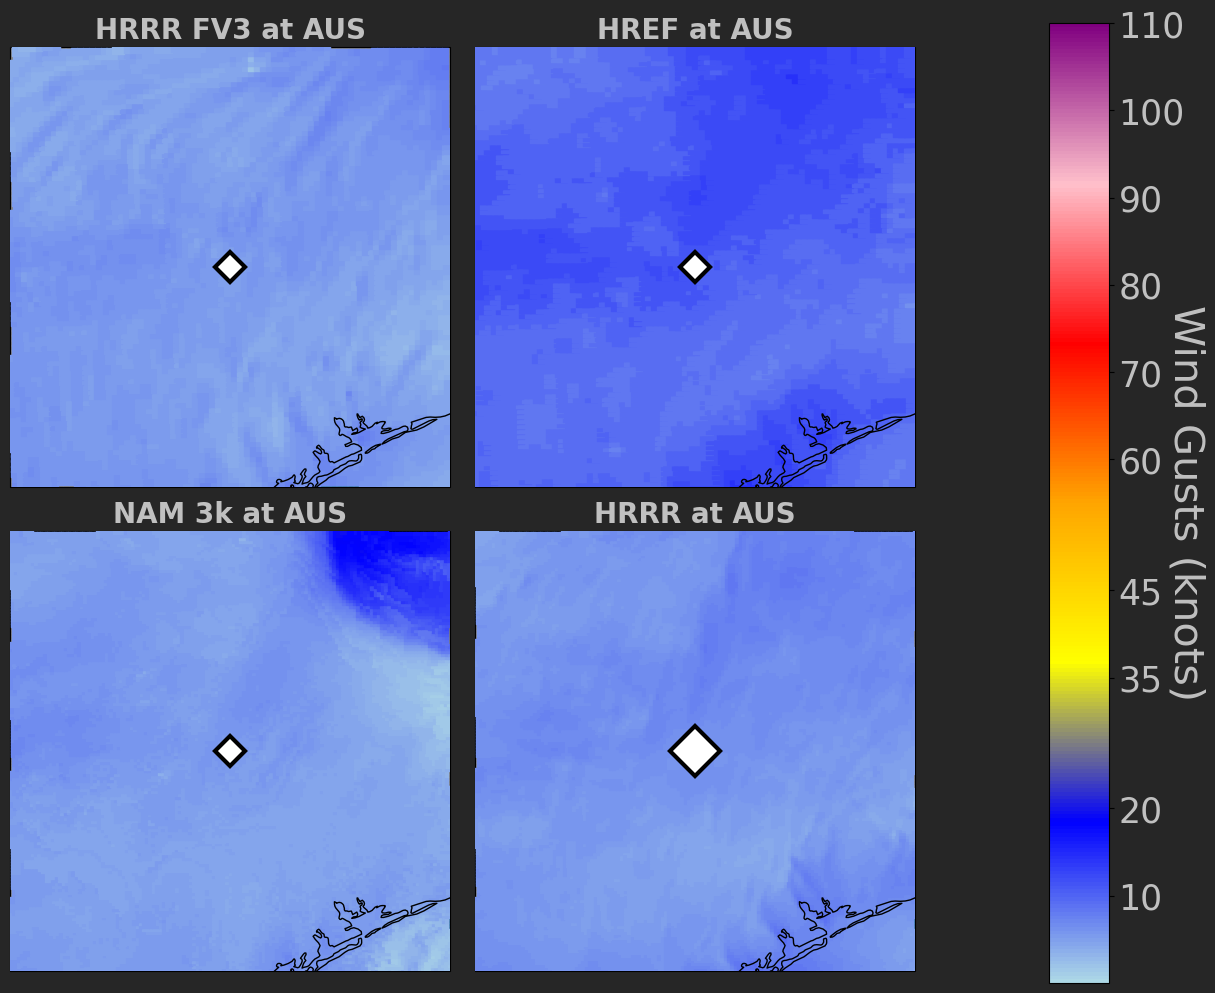 HRRR FV3 at AUS
HREF at AUS
NAM 3k at AUS
HRRR at AUS
110
100
90
80
70
60
45
35
20
10
Wind Gusts (knots)